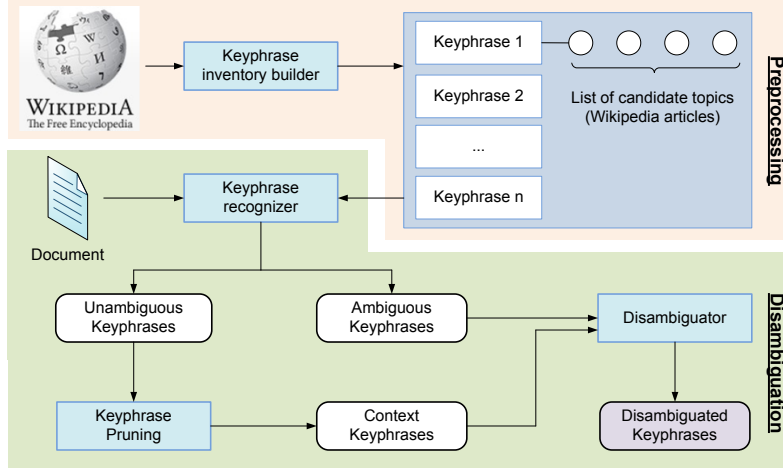 WIKIPEDIA
The Free Encyclopedia
Keyphrase
inventory builder
Keyphrase 1
Keyphrase 2
...
Keyphrase n
List of candidate topics
(Wikipedia articles)
Preprocessing
Document
Keyphrase
recognizer
Unambiguous
Keyphrases
Ambiguous
Keyphrases
Disambiguator
Keyphrase
Pruning
Context
Keyphrases
Disambiguated
Keyphrases
Disambiguation